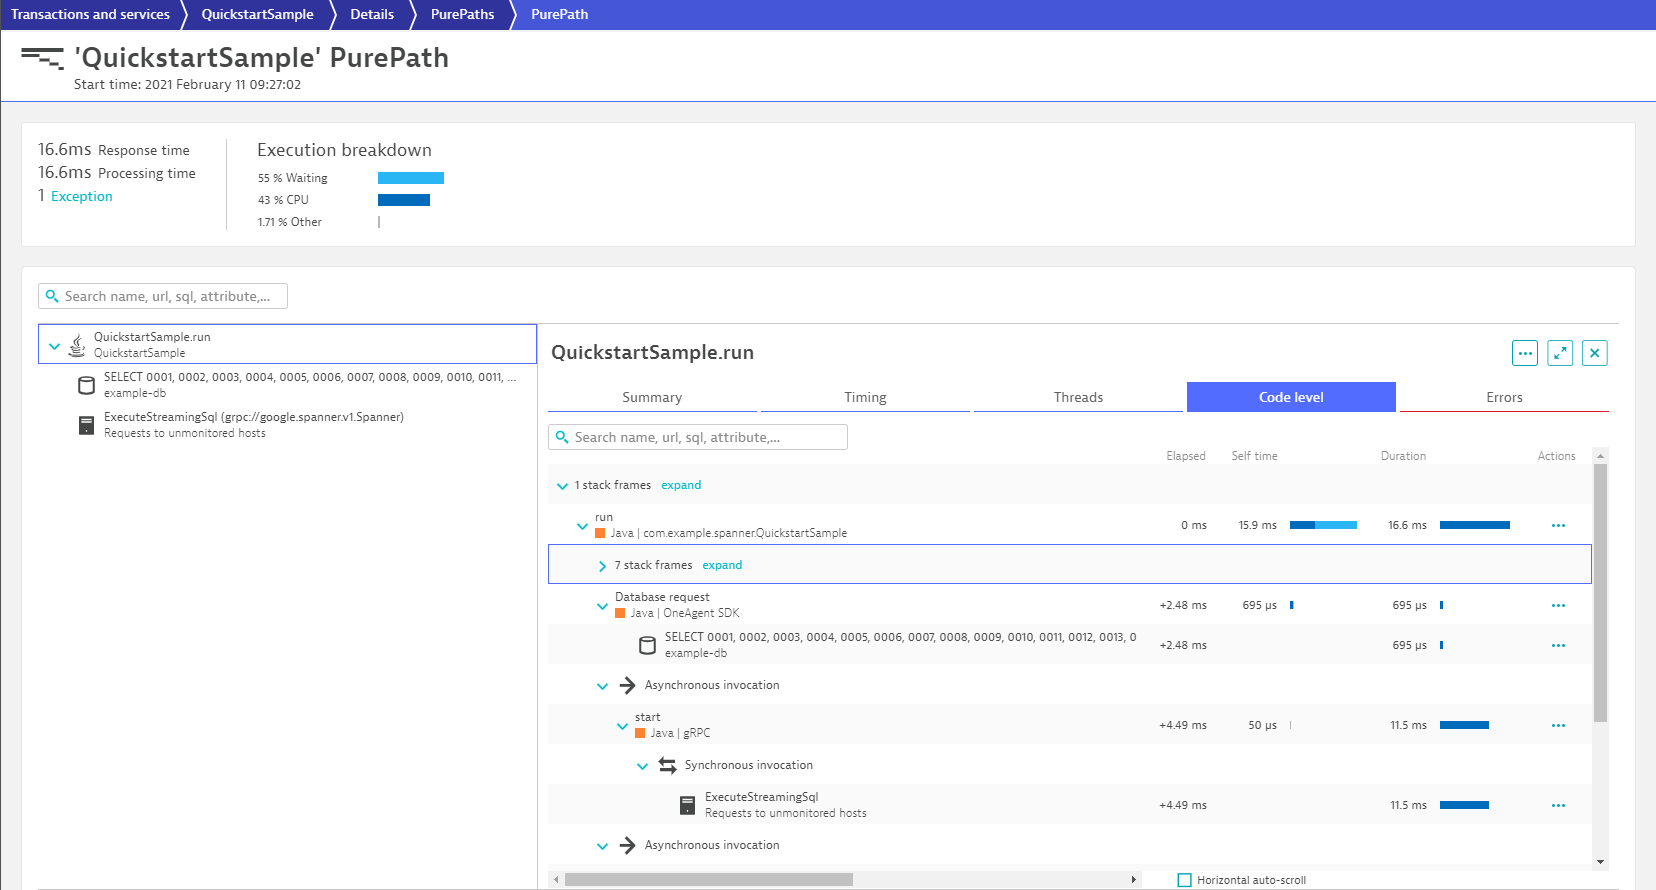 Transactions and services QuickstartSample Details PurePaths PurePath
'QuickstartSample' PurePath
Start time: 2021 February 11 09:27:02
16.6ms Response time
16.6ms Processing time
1 Exception
Execution breakdown
55 % Waiting
43 % CPU
1.71 % Other
Search name, url, sql, attribute,...
QuickstartSample.run
QuickstartSample
SELECT 0001, 0002, 0003, 0004, 0005, 0006, 0007, 0008, 0009, 0010, 0011, ...
example-db
ExecuteStreamingSql (grpc://google.spanner.v1.Spanner)
Requests to unmonitored hosts
QuickstartSample.run
Summary Timing Threads Code level Errors
Search name, url, sql, attribute,...
Elapsed Self time Duration Actions
1 stack frames expand
run
Java | com.example.spanner.QuickstartSample
0 ms 15.9 ms 16.6 ms
7 stack frames expand
Database request
Java | OneAgent SDK
+2.48 ms 695 µs 695 µs
SELECT 0001, 0002, 0003, 0004, 0005, 0006, 0007, 0008, 0009, 0010, 0011, 0012, 0013, 0
example-db
+2.48 ms 695 µs
Asynchronous invocation
start
Java | gRPC
+4.49 ms 50 µs 11.5 ms
Synchronous invocation
ExecuteStreamingSql
Requests to unmonitored hosts
+4.49 ms 11.5 ms
Asynchronous invocation
Horizontal auto-scroll